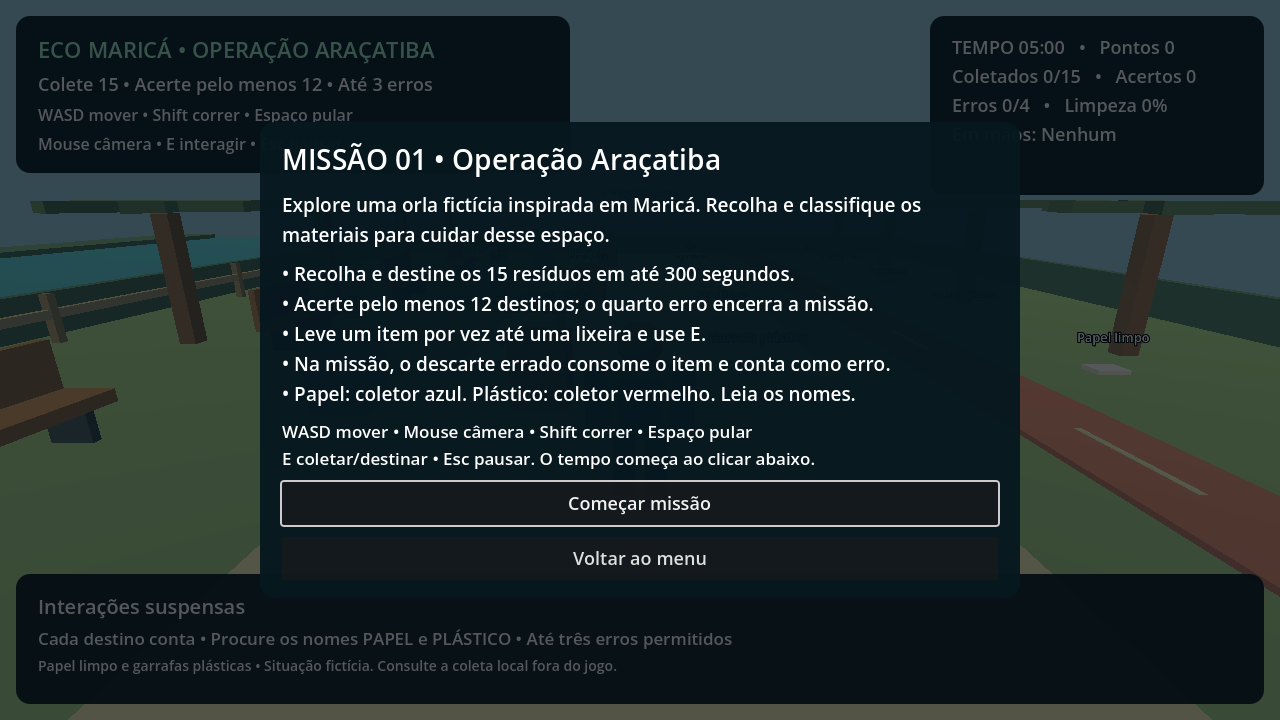 ECO MARICÁ • OPERAÇÃO ARAÇATIBA
Colete 15 • Acerte pelo menos 12 • Até 3 erros
WASD mover • Shift correr • Espaço pular
Mouse câmera • E interagir •
TEMPO 05:00 • Pontos 0
Coletados 0/15 • Acertos 0
Erros 0/4 • Limpeza 0%
Em mãos: Nenhum
MISSÃO 01 • Operação Araçatiba
Explore uma orla fictícia inspirada em Maricá. Recolha e classifique os
materiais para cuidar desse espaço.
• Recolha e destine os 15 resíduos em até 300 segundos.
• Acerte pelo menos 12 destinos; o quarto erro encerra a missão.
• Leve um item por vez até uma lixeira e use E.
• Na missão, o descarte errado consome o item e conta como erro.
• Papel: coletor azul. Plástico: coletor vermelho. Leia os nomes.
WASD mover • Mouse câmera • Shift correr • Espaço pular
E coletar/destinar • Esc pausar. O tempo começa ao clicar abaixo.
Começar missão
Voltar ao menu
Papel limpo
Interações suspensas
Cada destino conta • Procure os nomes PAPEL e PLÁSTICO • Até três erros permitidos
Papel limpo e garrafas plásticas • Situação fictícia. Consulte a coleta local fora do jogo.